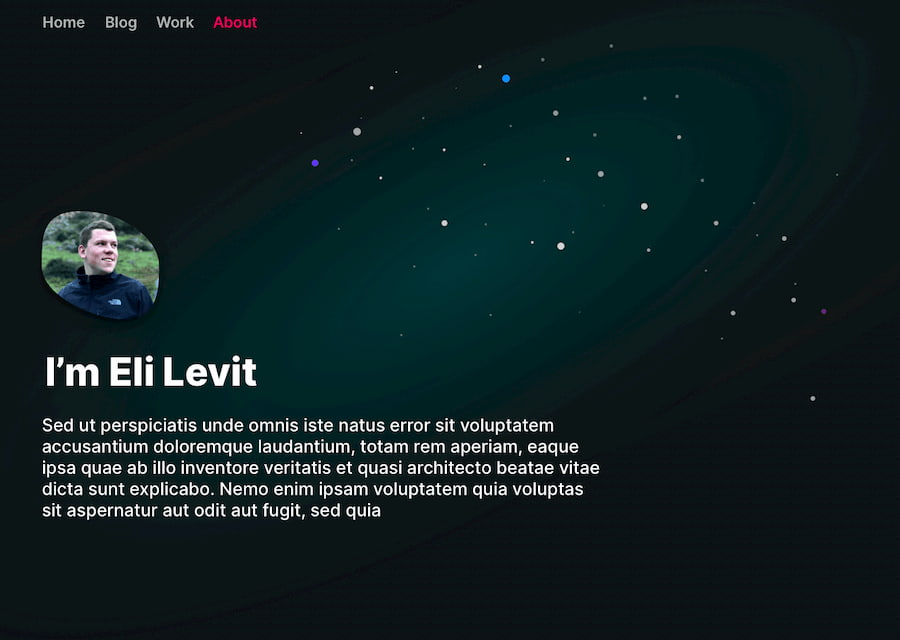 Home Blog Work About
I’m Eli Levit
Sed ut perspiciatis unde omnis iste natus error sit voluptatem
accusantium doloremque laudantium, totam rem aperiam, eaque
ipsa quae ab illo inventore veritatis et quasi architecto beatae vitae
dicta sunt explicabo. Nemo enim ipsam voluptatem quia voluptas
sit aspernatur aut odit aut fugit, sed quia